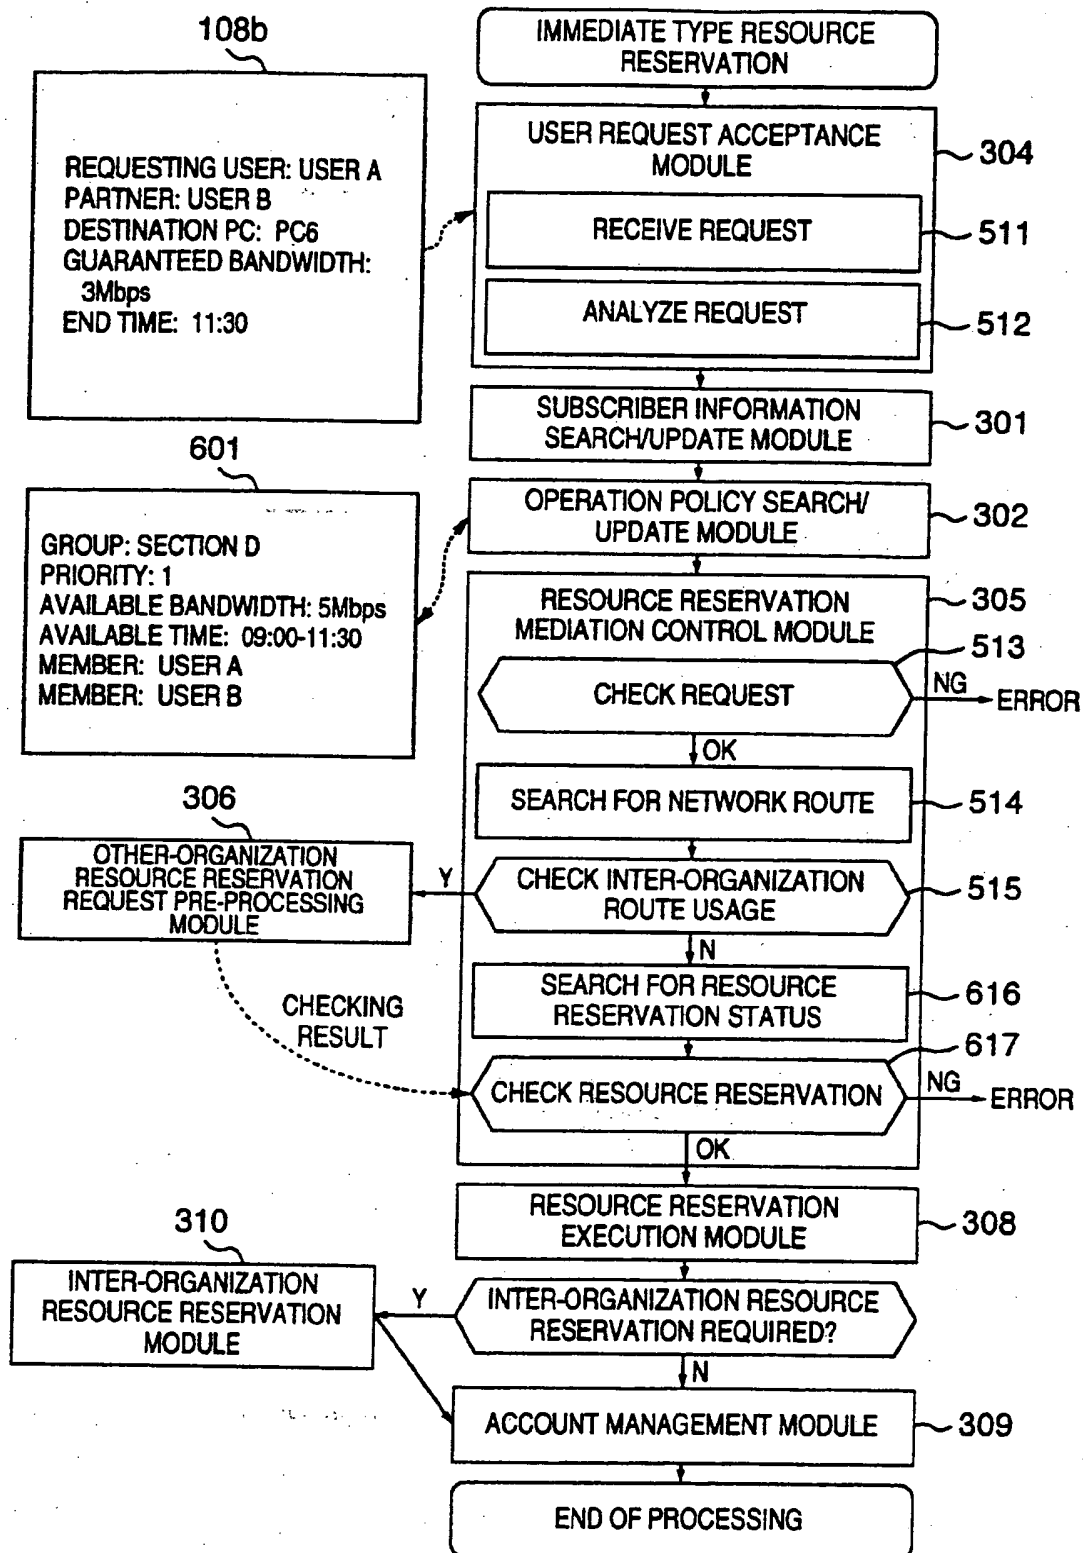 108b
REQUESTING USER: USER A
PARTNER: USER B
DESTINATION PC: PC6
GUARANTEED BANDWIDTH:
3Mbps
END TIME: 11:30
IMMEDIATE TYPE RESOURCE
RESERVATION
USER REQUEST ACCEPTANCE
MODULE
304
RECEIVE REQUEST
511
ANALYZE REQUEST
512
SUBSCRIBER INFORMATION
SEARCH/UPDATE MODULE
301
601
GROUP: SECTION D
PRIORITY: 1
AVAILABLE BANDWIDTH: 5Mbps
AVAILABLE TIME: 09:00-11:30
MEMBER: USER A
MEMBER: USER B
OPERATION POLICY SEARCH/
UPDATE MODULE
302
RESOURCE RESERVATION
MEDIATION CONTROL MODULE
305
513
CHECK REQUEST
NG
ERROR
OK
SEARCH FOR NETWORK ROUTE
514
306
OTHER-ORGANIZATION
RESOURCE RESERVATION
REQUEST PRE-PROCESSING
MODULE
Y
CHECK INTER-ORGANIZATION
ROUTE USAGE
515
N
SEARCH FOR RESOURCE
RESERVATION STATUS
616
CHECKING
RESULT
617
CHECK RESOURCE RESERVATION
NG
ERROR
OK
RESOURCE RESERVATION
EXECUTION MODULE
308
310
INTER-ORGANIZATION
RESOURCE RESERVATION
MODULE
Y
INTER-ORGANIZATION RESOURCE
RESERVATION REQUIRED?
N
ACCOUNT MANAGEMENT MODULE
309
END OF PROCESSING